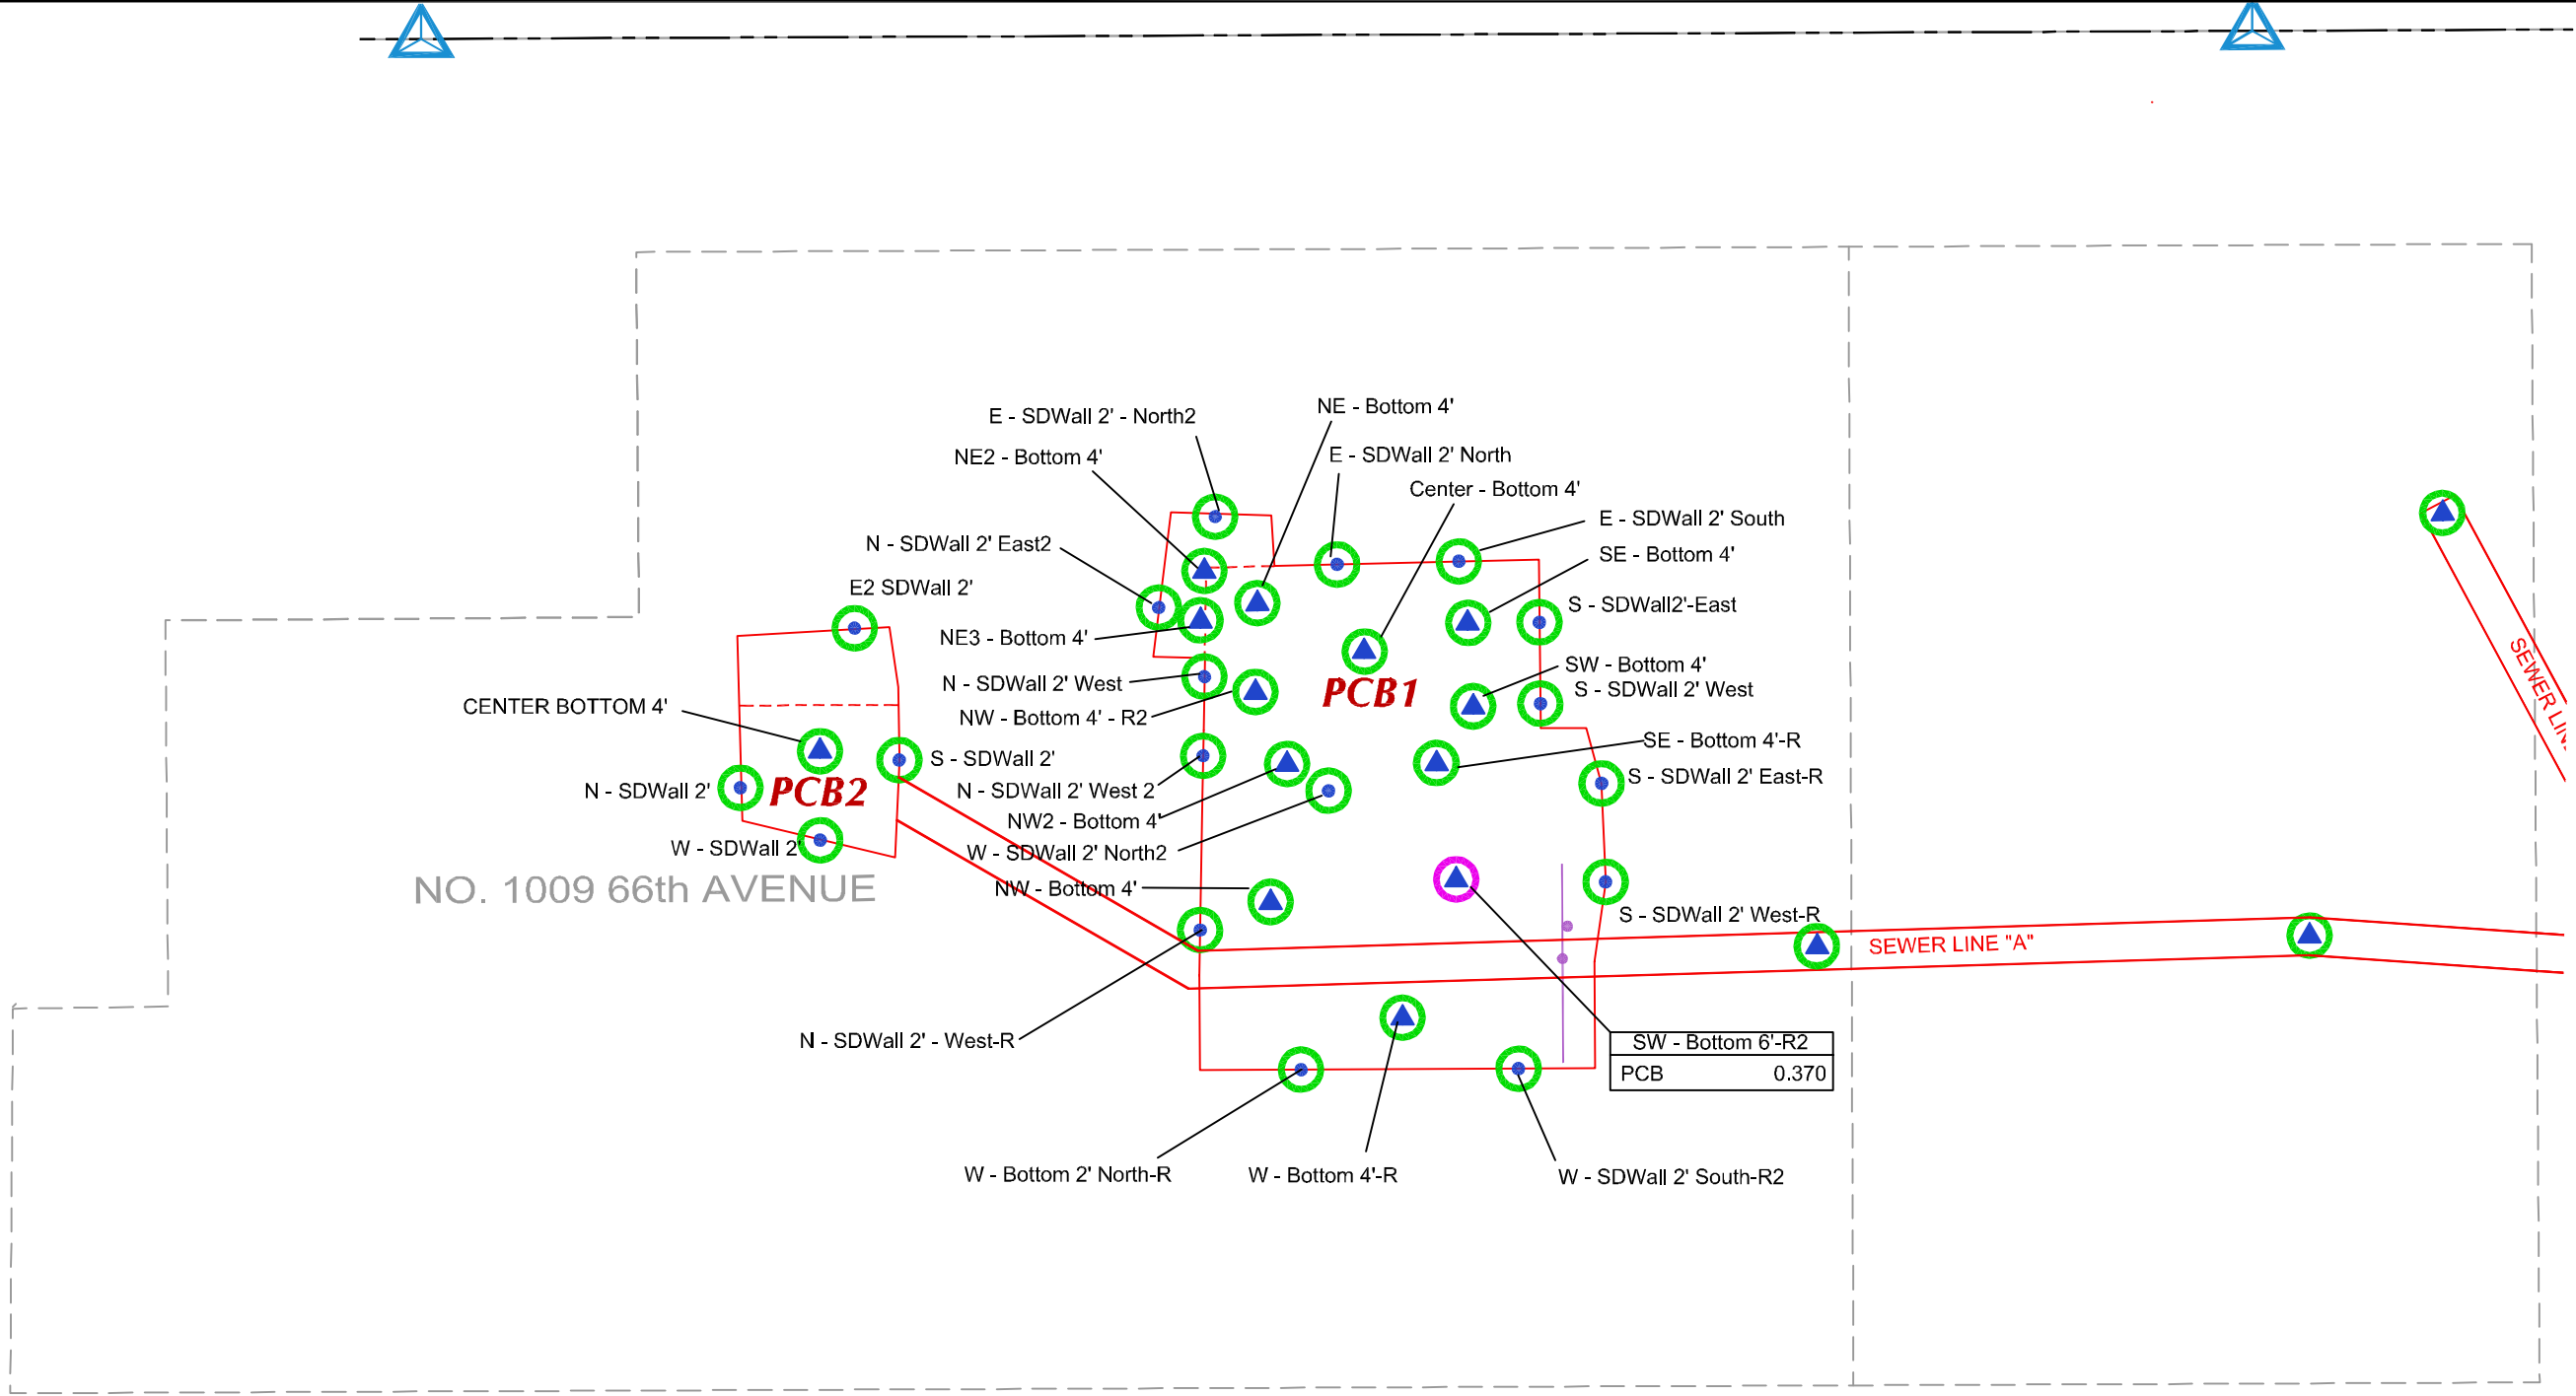 NE - Bottom 4'
E - SDWall 2' - North2
E - SDWall 2' North
NE2 - Bottom 4'
Center - Bottom 4'
E - SDWall 2' South
N - SDWall 2' East2
SE - Bottom 4'
E2 SDWall 2'
S - SDWall2'-East
NE3 - Bottom 4'
SW - Bottom 4'
N - SDWall 2' West
S - SDWall 2' West
PCB1
CENTER BOTTOM 4'
NW - Bottom 4' - R2
SEWER LINE
SE - Bottom 4'-R
S - SDWall 2'
S - SDWall 2' East-R
N - SDWall 2'
PCB2
N - SDWall 2' West 2
NW2 - Bottom 4'
W - SDWall 2'
W - SDWall 2' North2
NO. 1009 66th AVENUE
NW - Bottom 4'
S - SDWall 2' West-R
SEWER LINE "A"
N - SDWall 2' - West-R
SW - Bottom 6'-R2
PCB 0.370
W - Bottom 2' North-R
W - Bottom 4'-R
W - SDWall 2' South-R2